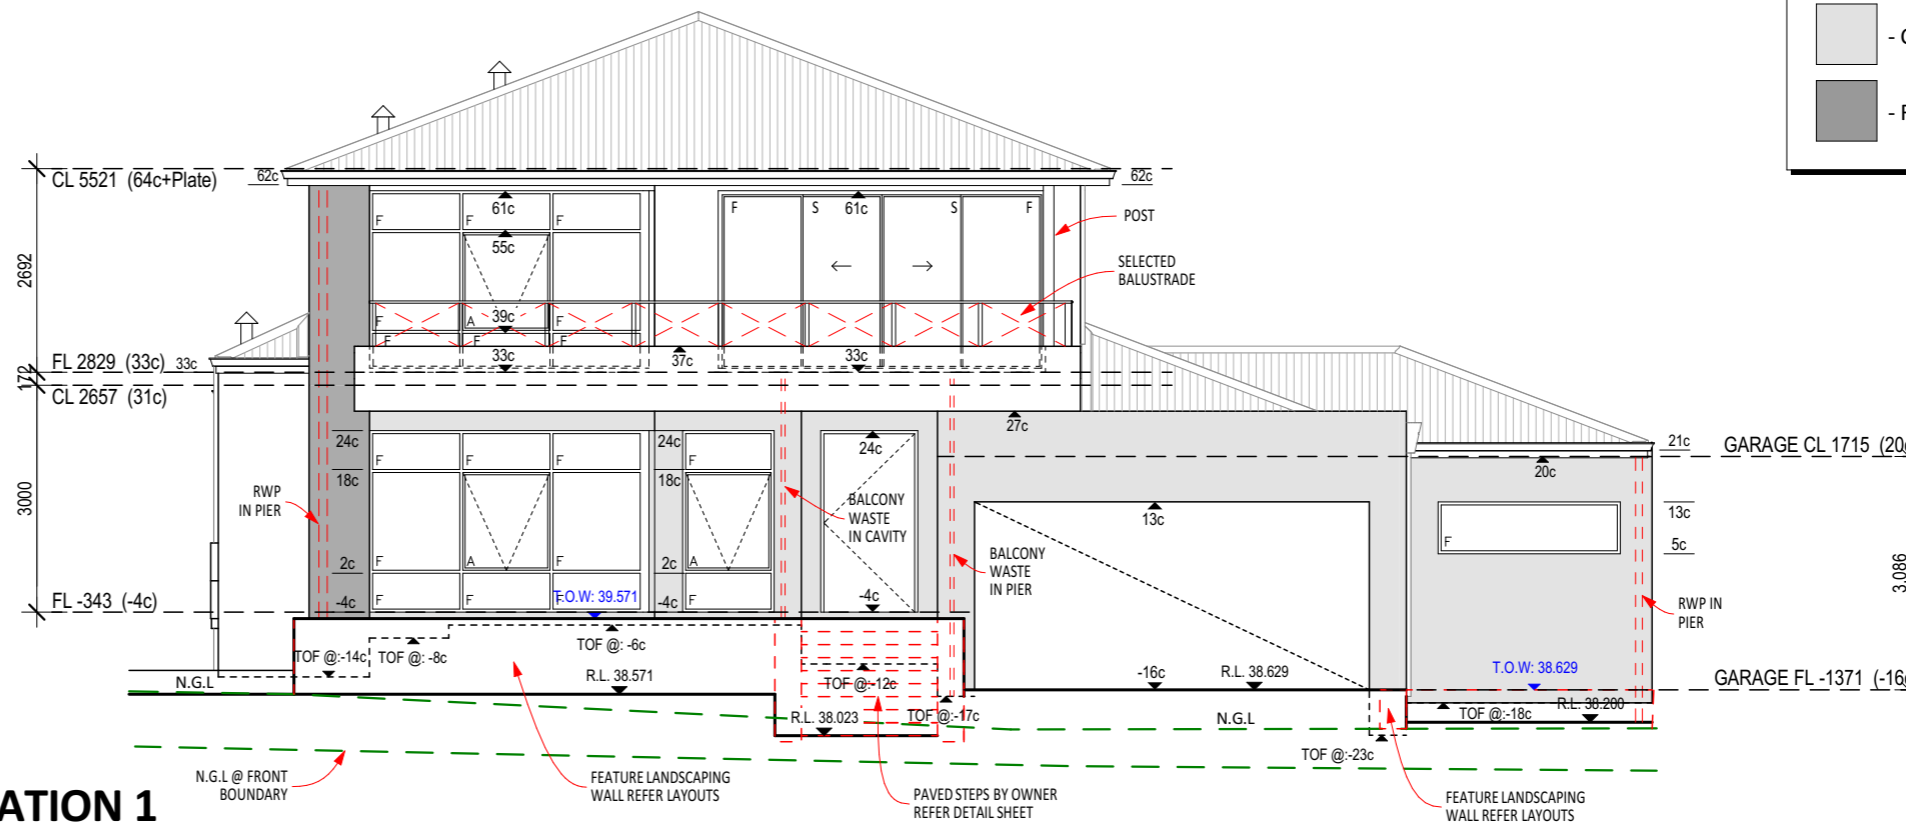 - 
- 
CL 5521 (64c+Plate)
62c
62c
61c
61c
F
F
F
F
S
S
F
POST
55c
2692
SELECTED
BALUSTRADE
39c
F
A
F
F
F
F
FL 2829 (33c)
33c
33c
37c
33c
172
CL 2657 (31c)
27c
24c
24c
24c
21c
GARAGE CL 1715 (20
20c
F
F
F
F
18c
18c
RWP
IN PIER
BALCONY
WASTE
IN CAVITY
3000
13c
13c
5c
F
BALCONY
WASTE
IN PIER
2c
2c
F
A
F
A
3.086
FL -343 (-4c)
-4c
-4c
-4c
F
F
F
F
T.O.W: 39.571
RWP IN
PIER
TOF @:-14c
TOF @: -8c
TOF @: -6c
R.L. 38.571
TOF @:-12c
-16c
R.L. 38.629
T.O.W: 38.629
GARAGE FL -1371 (-16
N.G.L
R.L. 38.023
TOF @:-17c
N.G.L
TOF @:-18c
R.L. 38.200
TOF @:-23c
N.G.L @ FRONT
BOUNDARY
FEATURE LANDSCAPING
WALL REFER LAYOUTS
PAVED STEPS BY OWNER
REFER DETAIL SHEET
FEATURE LANDSCAPING
WALL REFER LAYOUTS
ATION 1